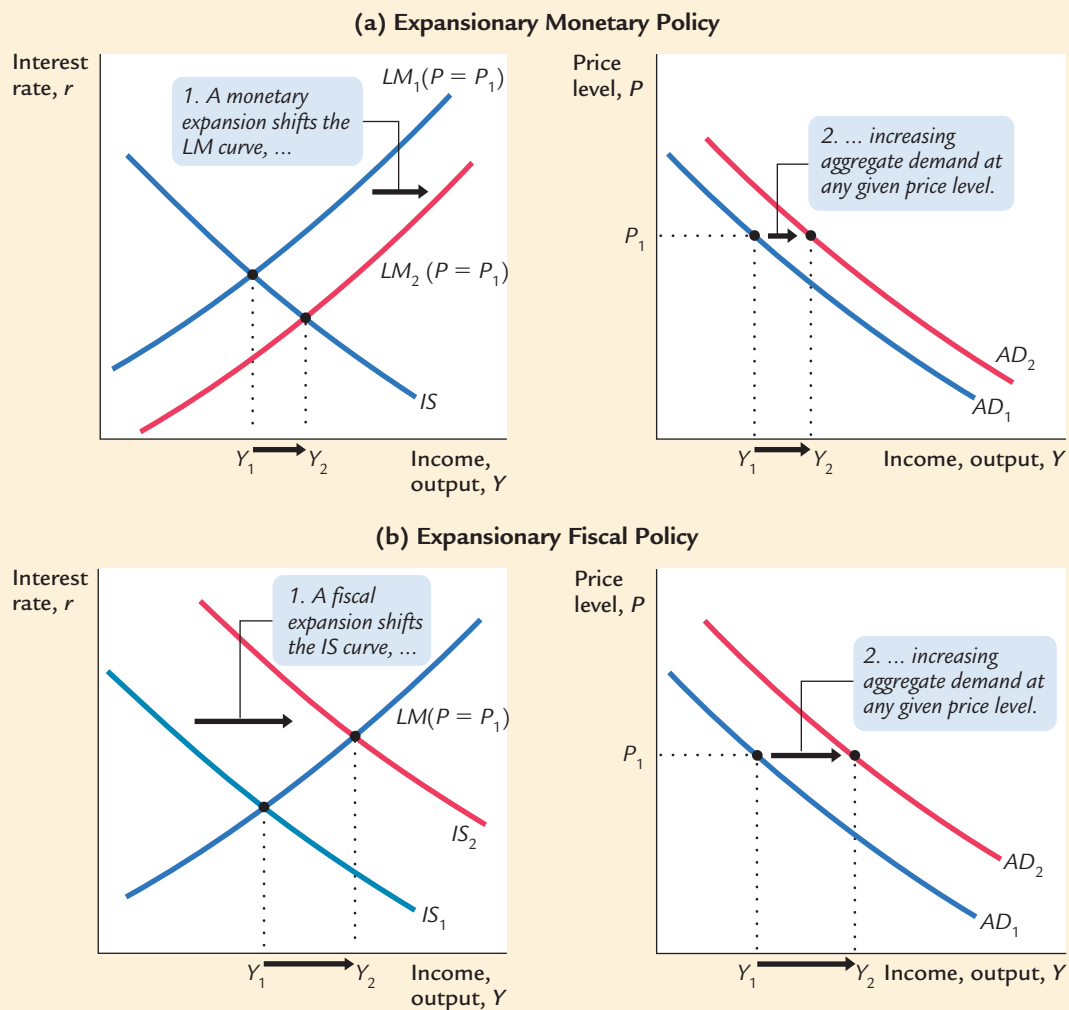 (a) Expansionary Monetary Policy
Interest
rate, r
LM₁(P = P₁)
1. A monetary
expansion shifts the
LM curve, ...
LM₂ (P = P₁)
IS
Y₁
Y₂
Income,
output, Y
Price
level, P
2. ... increasing
aggregate demand at
any given price level.
P₁
AD₂
AD₁
Y₁
Y₂
Income, output, Y
(b) Expansionary Fiscal Policy
Interest
rate, r
1. A fiscal
expansion shifts
the IS curve, ...
LM(P = P₁)
IS₂
IS₁
Y₁
Y₂
Income,
output, Y
Price
level, P
2. ... increasing
aggregate demand at
any given price level.
P₁
AD₂
AD₁
Y₁
Y₂
Income, output, Y